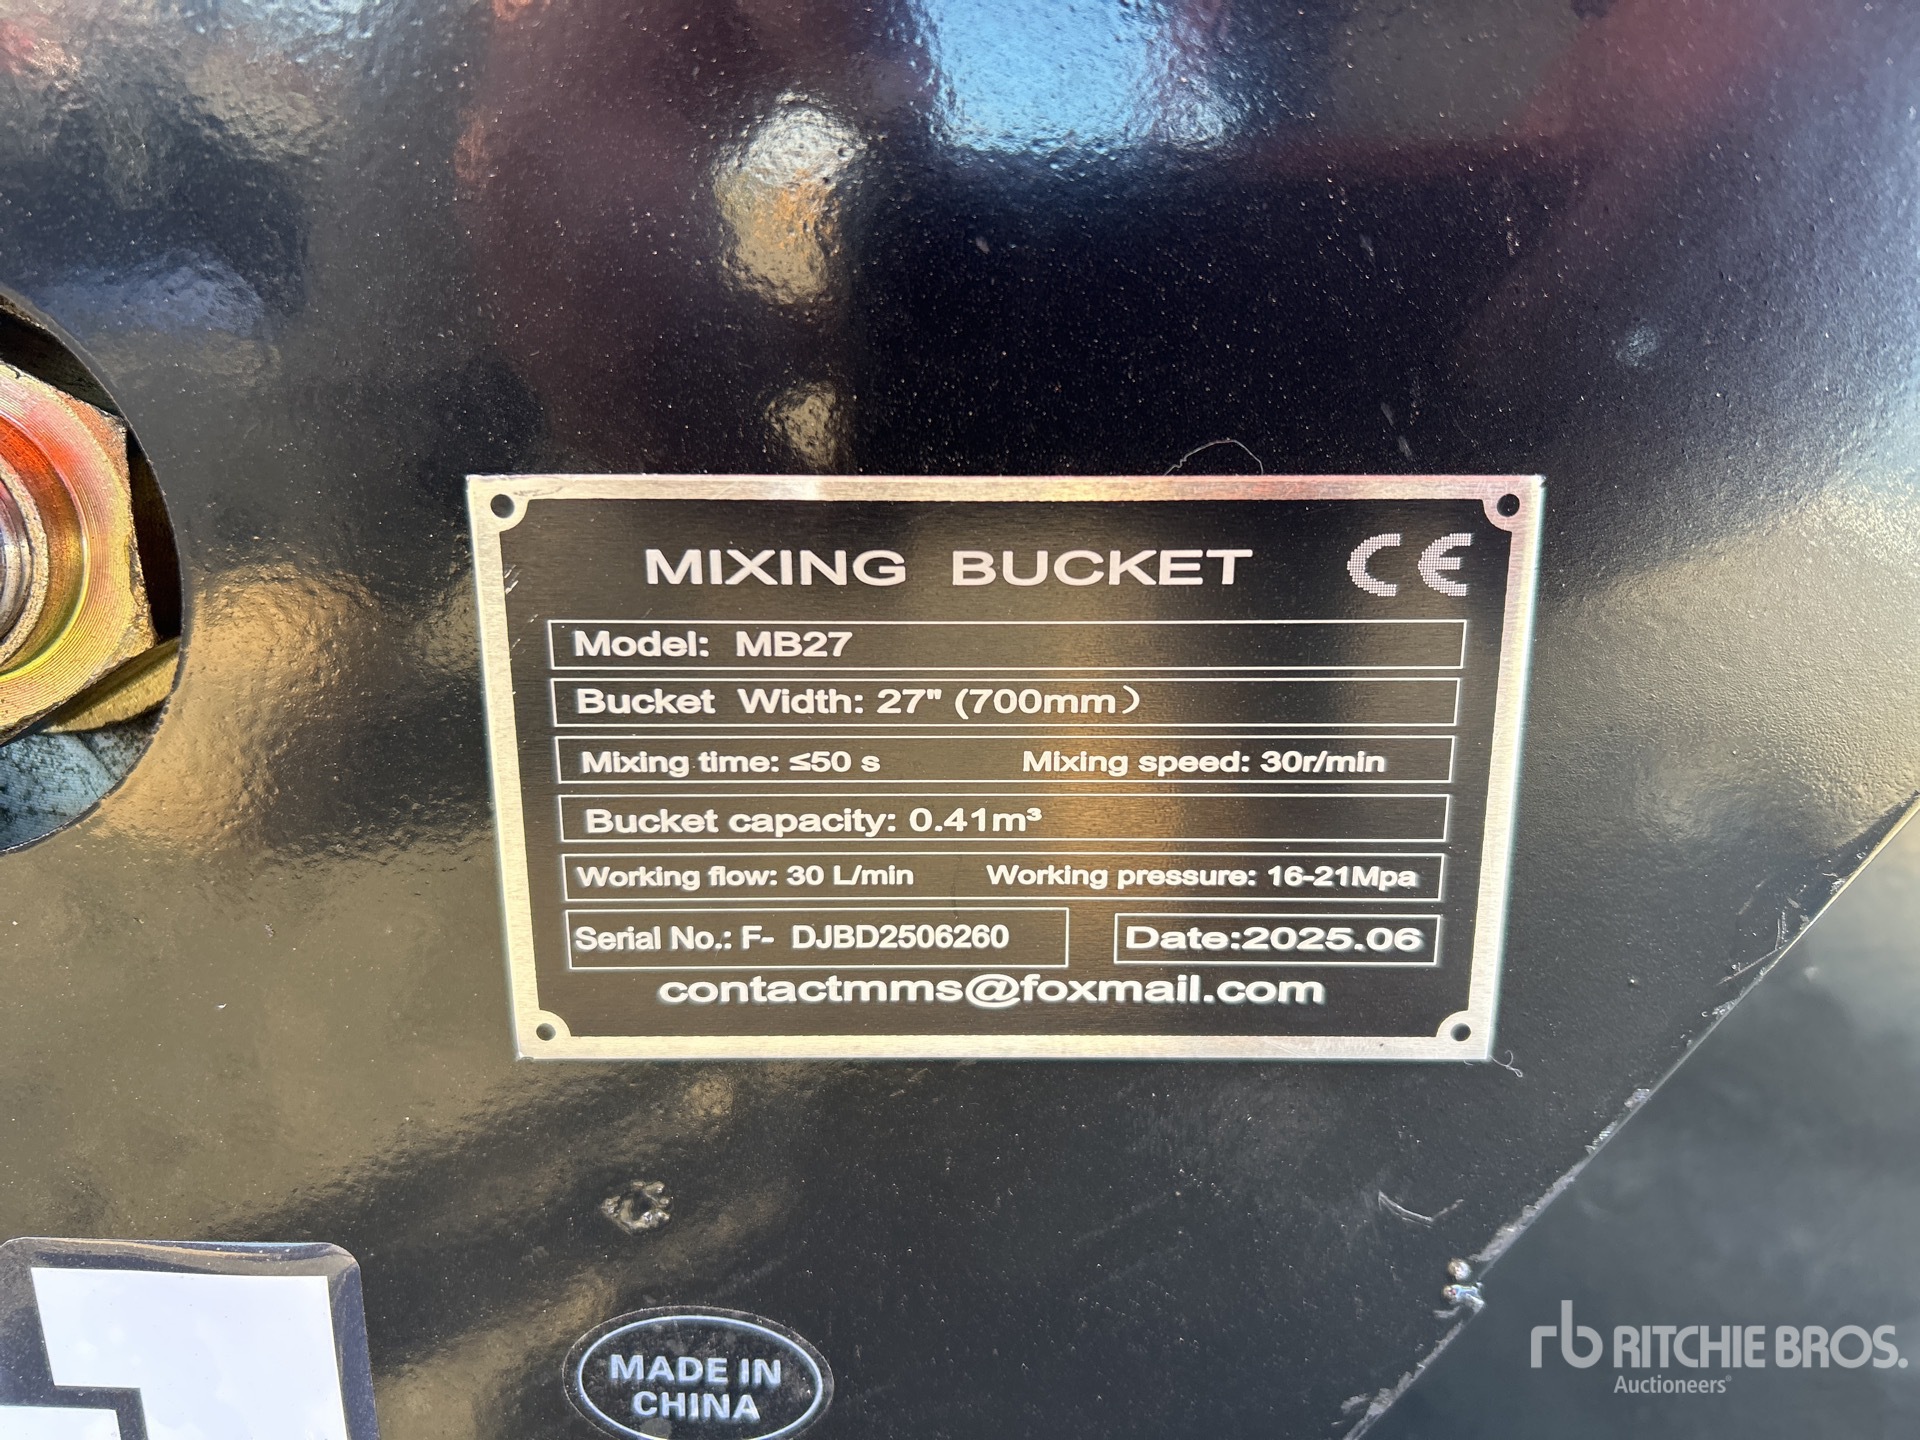 MIXING BUCKET CE
Model: MB27
Bucket Width: 27" (700mm）
Mixing time: ≤50 s Mixing speed: 30r/min
Bucket capacity: 0.41m³
Working flow: 30 L/min Working pressure: 16-21Mpa
Serial No.: F- DJBD2506260 Date:2025.06
contactmms@foxmail.com
MADE IN
CHINA
rb RITCHIE BROS.
Auctioneers®